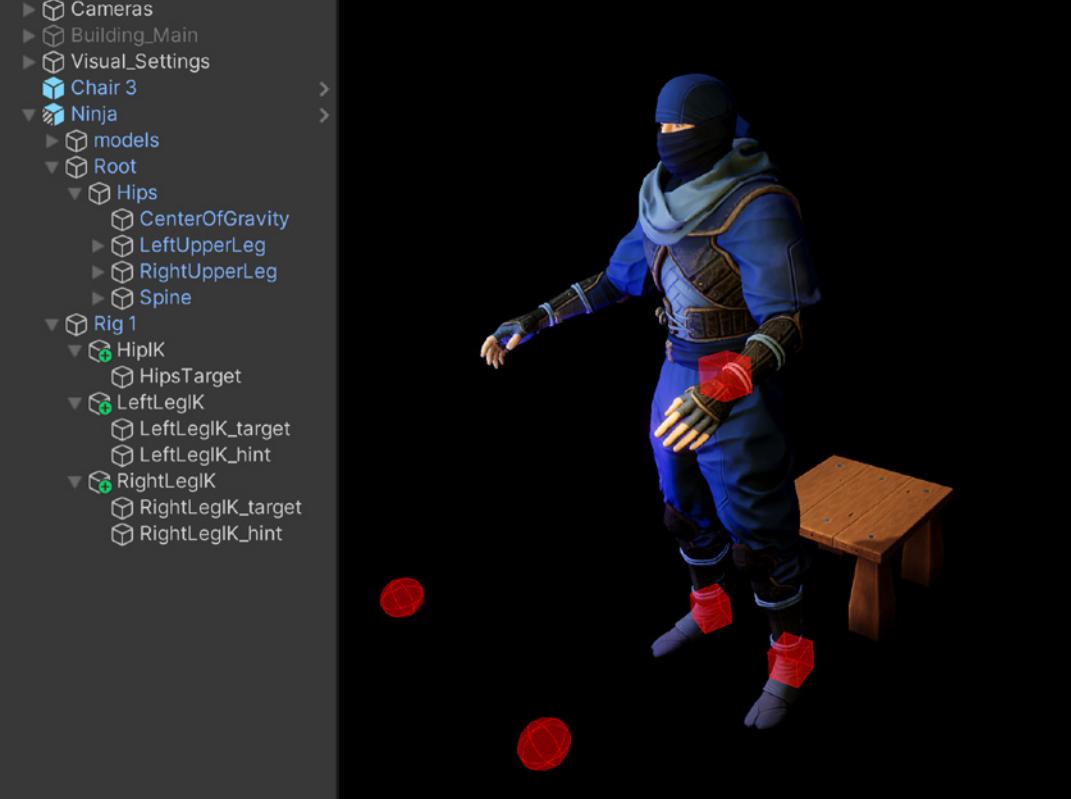 Cameras
Building_Main
Visual_Settings
Chair 3
Ninja
models
Root
Hips
CenterOfGravity
LeftUpperLeg
RightUpperLeg
Spine
Rig 1
HipIK
HipsTarget
LeftLegIK
LeftLegIK_target
LeftLegIK_hint
RightLegIK
RightLegIK_target
RightLegIK_hint